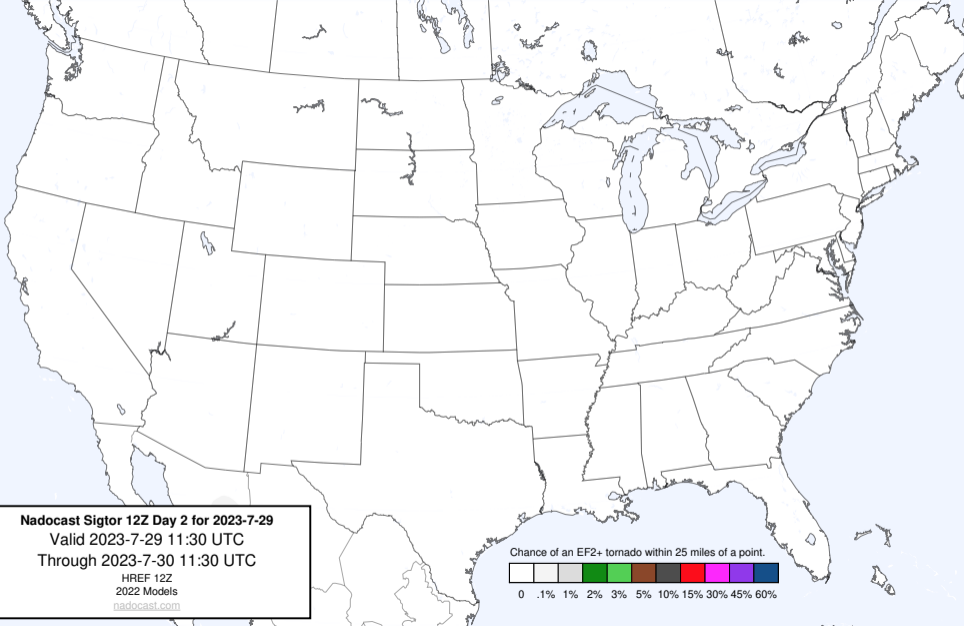 Nadocast Sigtor 12Z Day 2 for 2023-7-29
Valid 2023-7-29 11:30 UTC
Through 2023-7-30 11:30 UTC
HREF 12Z
2022 Models
nadocast.com
Chance of an EF2+ tornado within 25 miles of a point.
0 .1% 1% 2% 3% 5% 10% 15% 30% 45% 60%